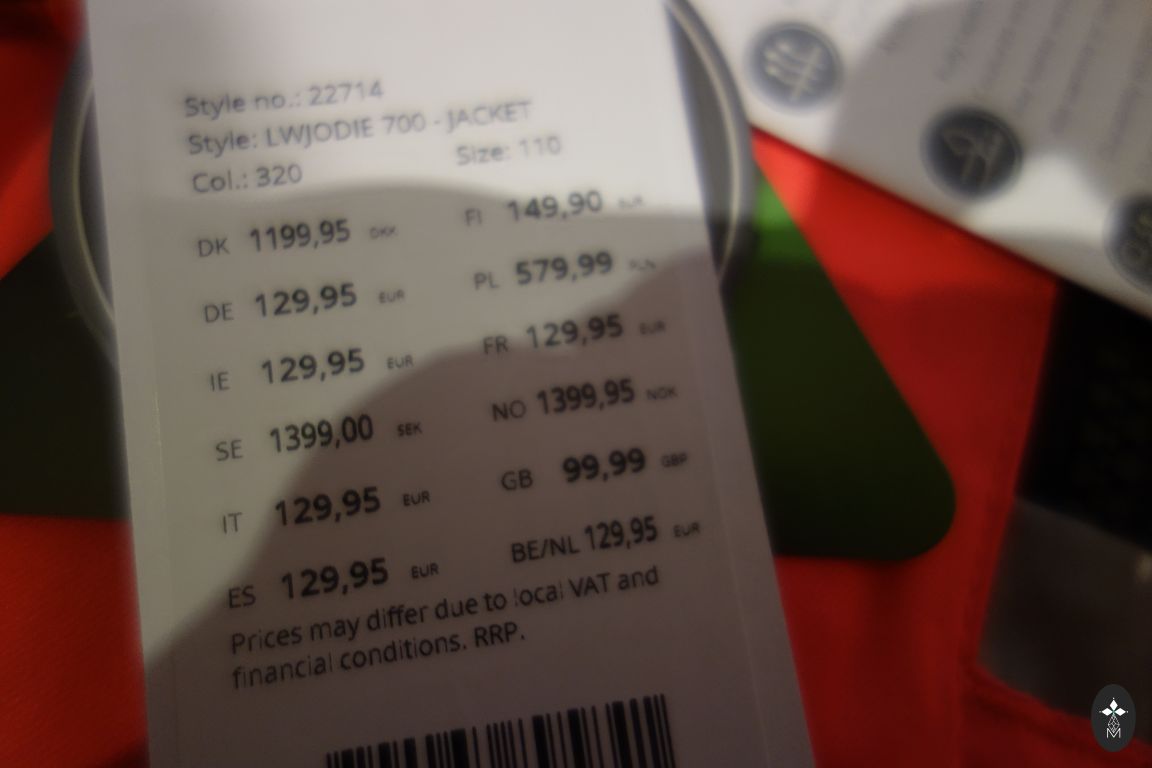 Style no.: 22714
Style: LWJODIE 700 - JACKET
Col.: 320 Size: 110
DK 1199,95 DKK FI 149,90 EUR
DE 129,95 EUR PL 579,99 PLN
IE 129,95 EUR FR 129,95 EUR
SE 1399,00 SEK NO 1399,95 NOK
IT 129,95 EUR GB 99,99 GBP
ES 129,95 EUR BE/NL 129,95 EUR
Prices may differ due to local VAT and
financial conditions. RRP.
M